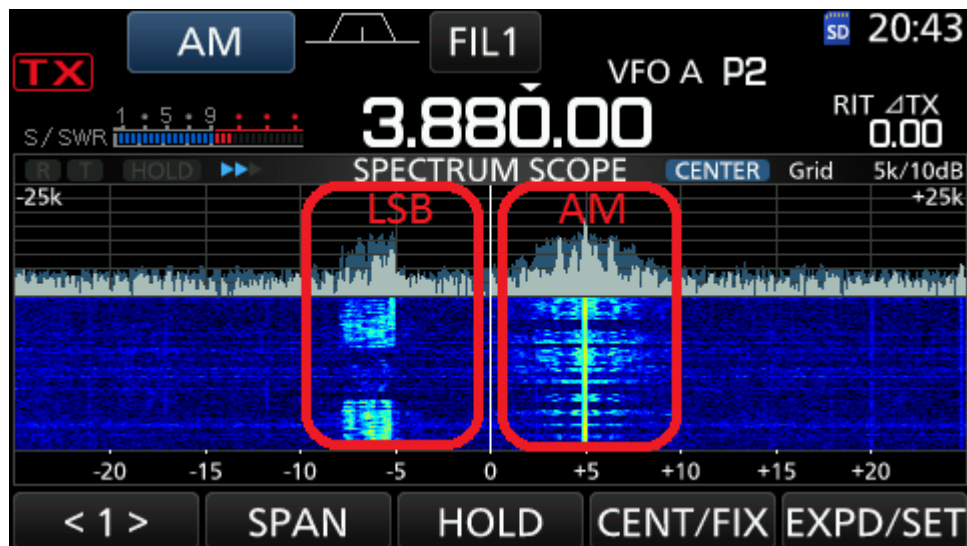 AM FIL1 SD 20:43
TX VFO A P2
1 • 5 • 9 • • • RIT ⊿TX
S/SWR 3.880.00 0.00
R T HOLD SPECTRUM SCOPE CENTER Grid 5k/10dB
-25k LSB AM +25k
-20 -15 -10 -5 0 +5 +10 +15 +20
< 1 > SPAN HOLD CENT/FIX EXPD/SET